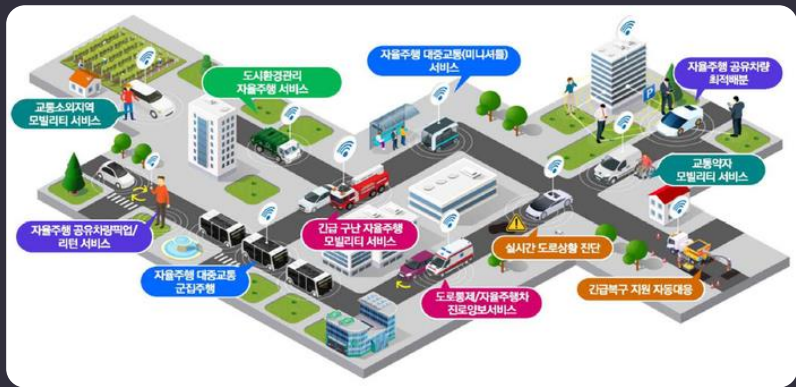 자율주행 대중교통(미니셔틀)
서비스
자율주행 공유차량
최적배분
도시환경관리
자율주행 서비스
교통소외지역
모빌리티 서비스
P
교통약자
모빌리티 서비스
자율주행 공유차량픽업/
리턴 서비스
긴급 구난 자율주행
모빌리티 서비스
실시간 도로상황 진단
자율주행 대중교통
군집주행
도로통제/자율주행차
진로양보서비스
긴급복구 지원 자동대응